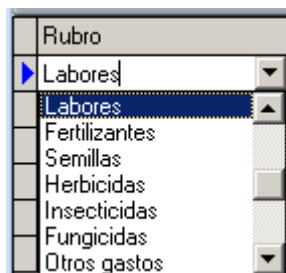 Rubro
Labores
Labores
Fertilizantes
Semillas
Herbicidas
Insecticidas
Fungicidas
Otros gastos